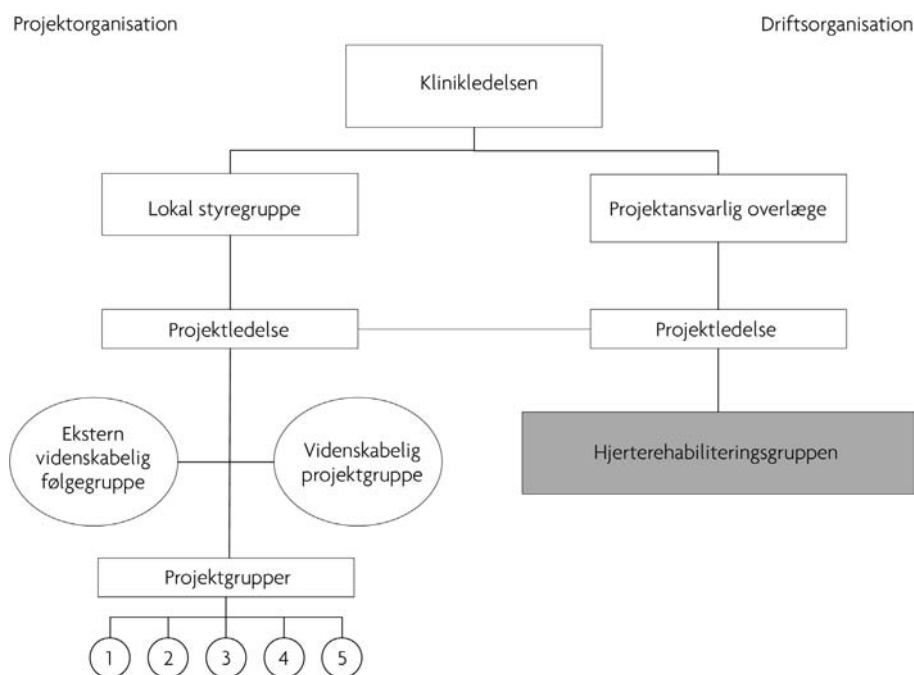 Projektorganisation
Driftsorganisation
Klinikledelsen
Lokal styregruppe
Projektansvarlig overlæge
Projektledelse
Projektledelse
Ekstern
videnskabelig
følgegruppe
Videnskabelig
projektgruppe
Hjerterehabiliteringsgruppen
Projektgrupper
1
2
3
4
5